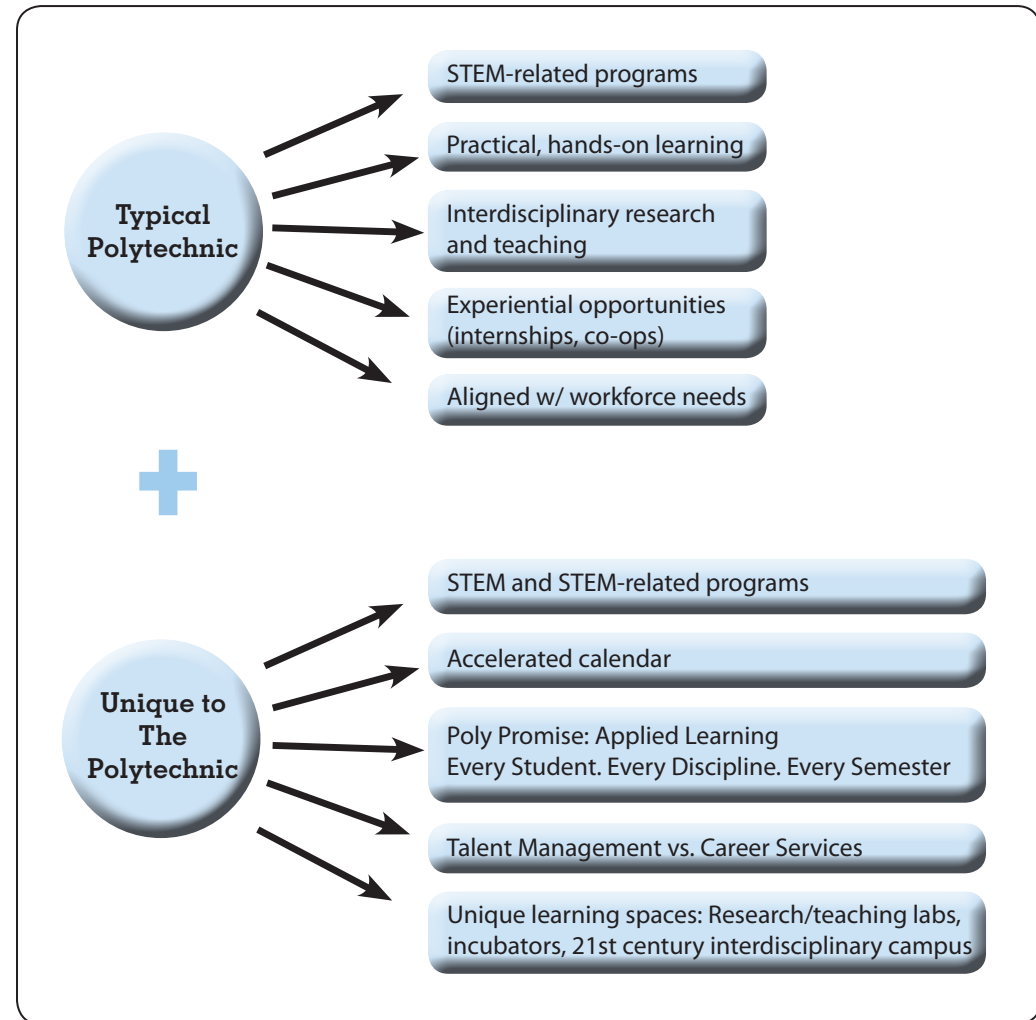 Typical
Polytechnic
STEM-related programs
Practical, hands-on learning
Interdisciplinary research
and teaching
Experiential opportunities
(internships, co-ops)
Aligned w/ workforce needs
Unique to
The
Polytechnic
STEM and STEM-related programs
Accelerated calendar
Poly Promise: Applied Learning
Every Student. Every Discipline. Every Semester
Talent Management vs. Career Services
Unique learning spaces: Research/teaching labs,
incubators, 21st century interdisciplinary campus